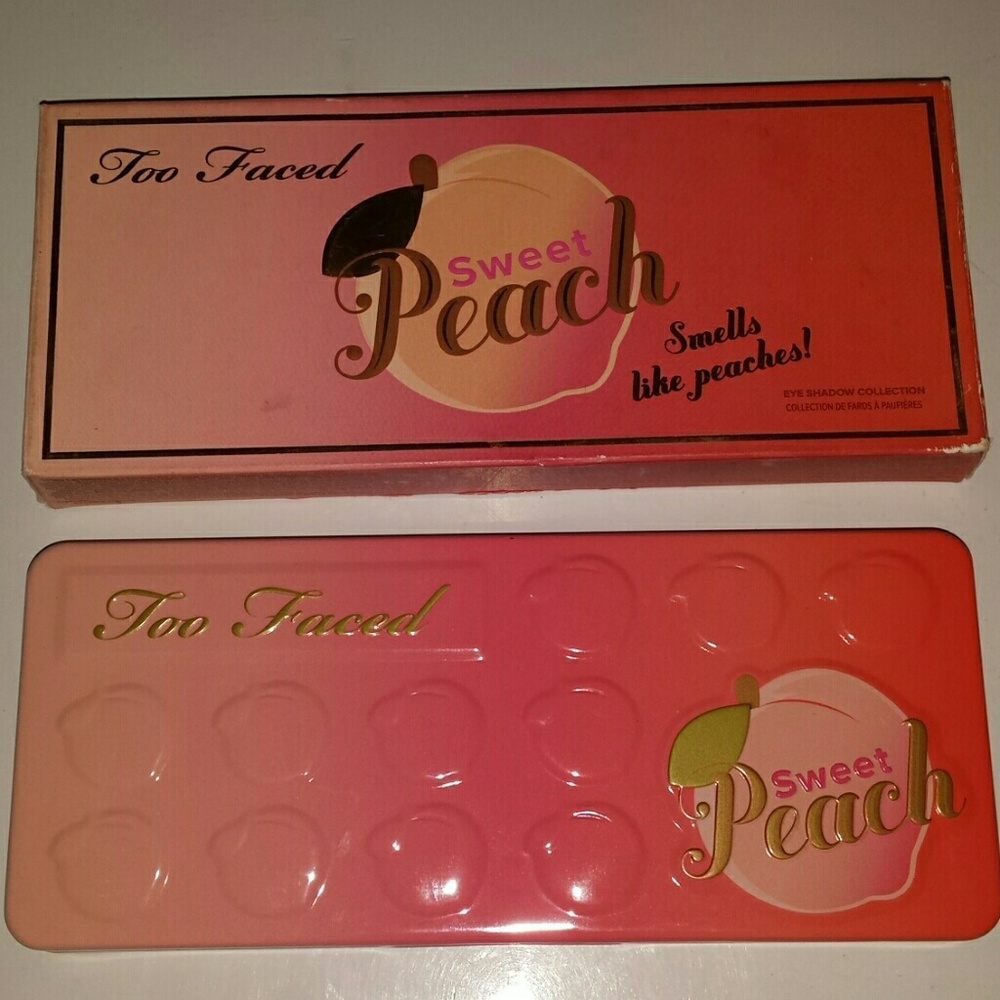 Too Faced
Sweet
Peach
Smells
like peaches!
EYE SHADOW COLLECTION
COLLECTION DE FARDS À PAUPIÈRES
Too Faced
Sweet
Peach